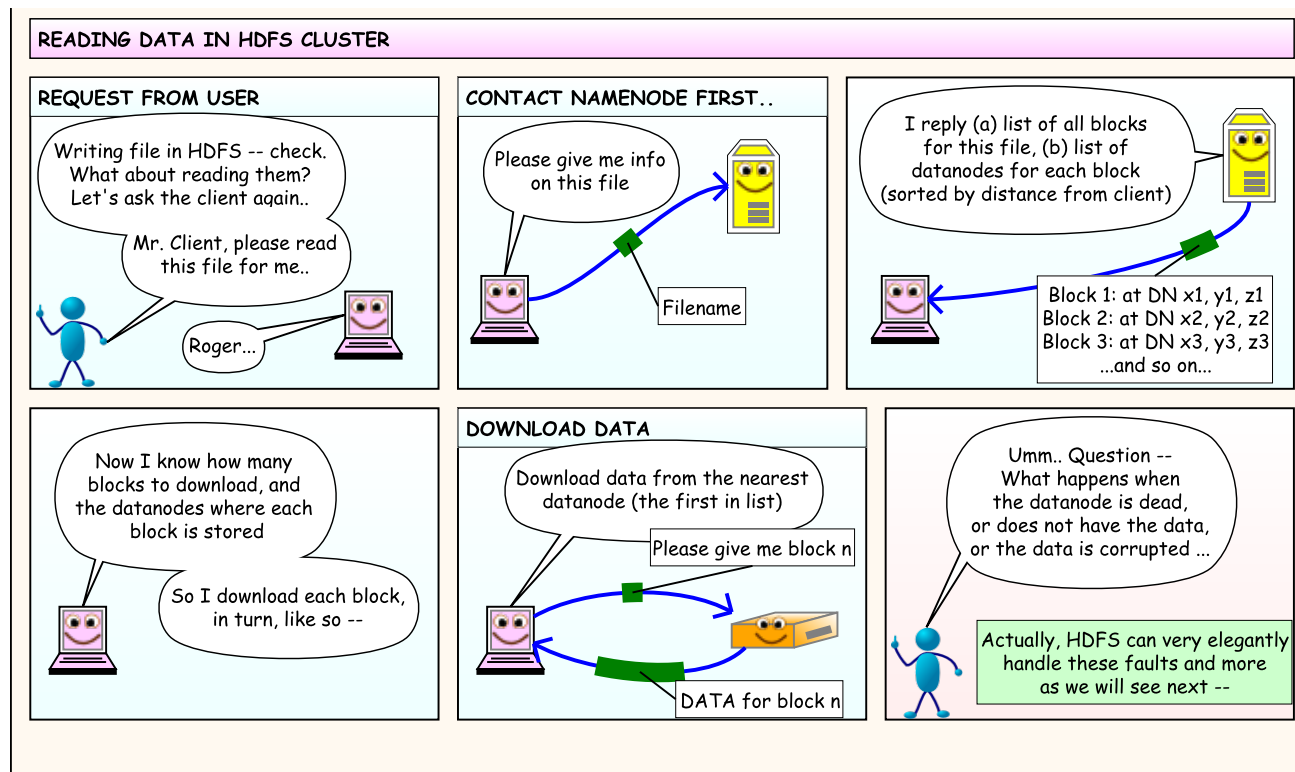 READING DATA IN HDFS CLUSTER
REQUEST FROM USER
Writing file in HDFS -- check.
What about reading them?
Let's ask the client again..
Mr. Client, please read
this file for me..
Roger...
CONTACT NAMENODE FIRST..
Please give me info
on this file
Filename
I reply (a) list of all blocks
for this file, (b) list of
datanodes for each block
(sorted by distance from client)
Block 1: at DN x1, y1, z1
Block 2: at DN x2, y2, z2
Block 3: at DN x3, y3, z3
...and so on...
Now I know how many
blocks to download, and
the datanodes where each
block is stored
So I download each block,
in turn, like so --
DOWNLOAD DATA
Download data from the nearest
datanode (the first in list)
Please give me block n
DATA for block n
Umm.. Question --
What happens when
the datanode is dead,
or does not have the data,
or the data is corrupted ...
Actually, HDFS can very elegantly
handle these faults and more
as we will see next --